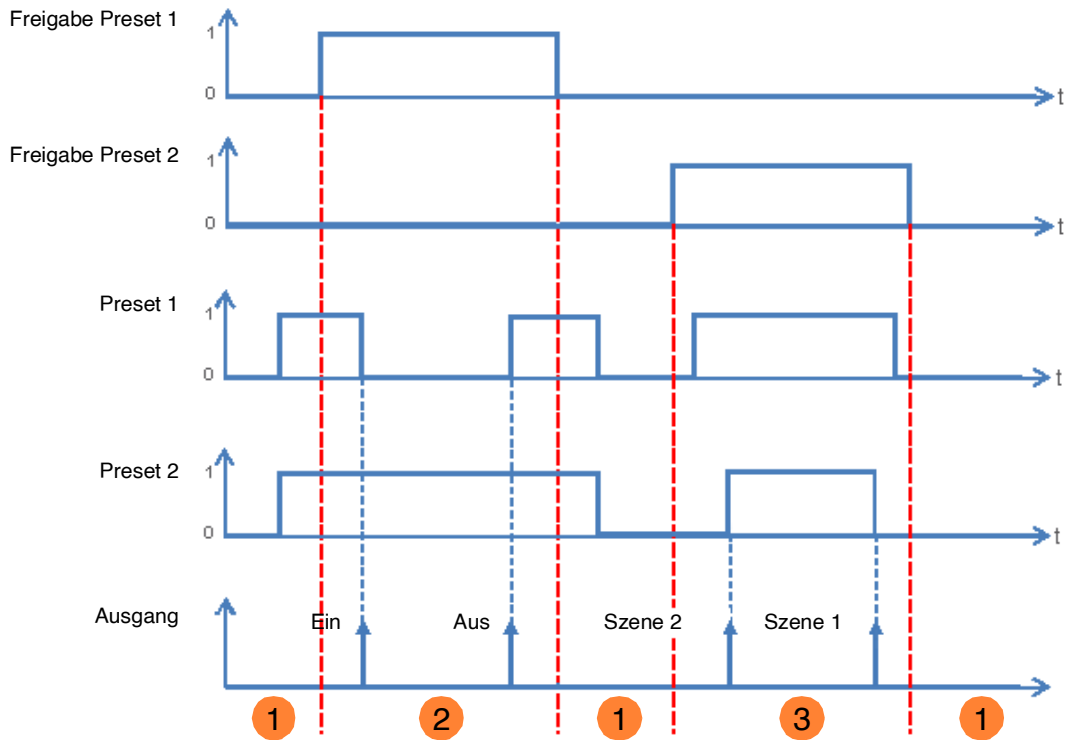 Freigabe Preset 1
1
0
t
Freigabe Preset 2
1
0
t
Preset 1
1
0
t
Preset 2
1
0
t
Ausgang
Ein
Aus
Szene 2
Szene 1
1
2
1
3
1